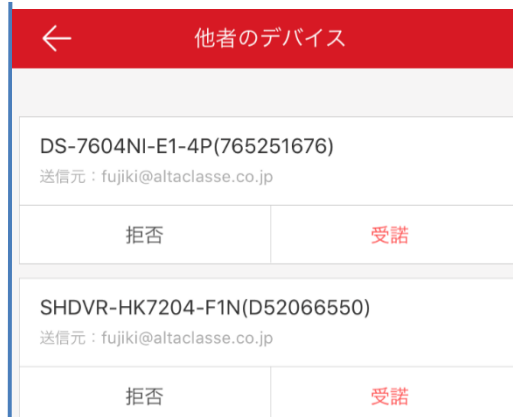 他者のデバイス
DS-7604NI-E1-4P(765251676)
送信元：fujiki@altaclasse.co.jp
拒否
受諾
SHDVR-HK7204-F1N(D52066550)
送信元：fujiki@altaclasse.co.jp
拒否
受諾